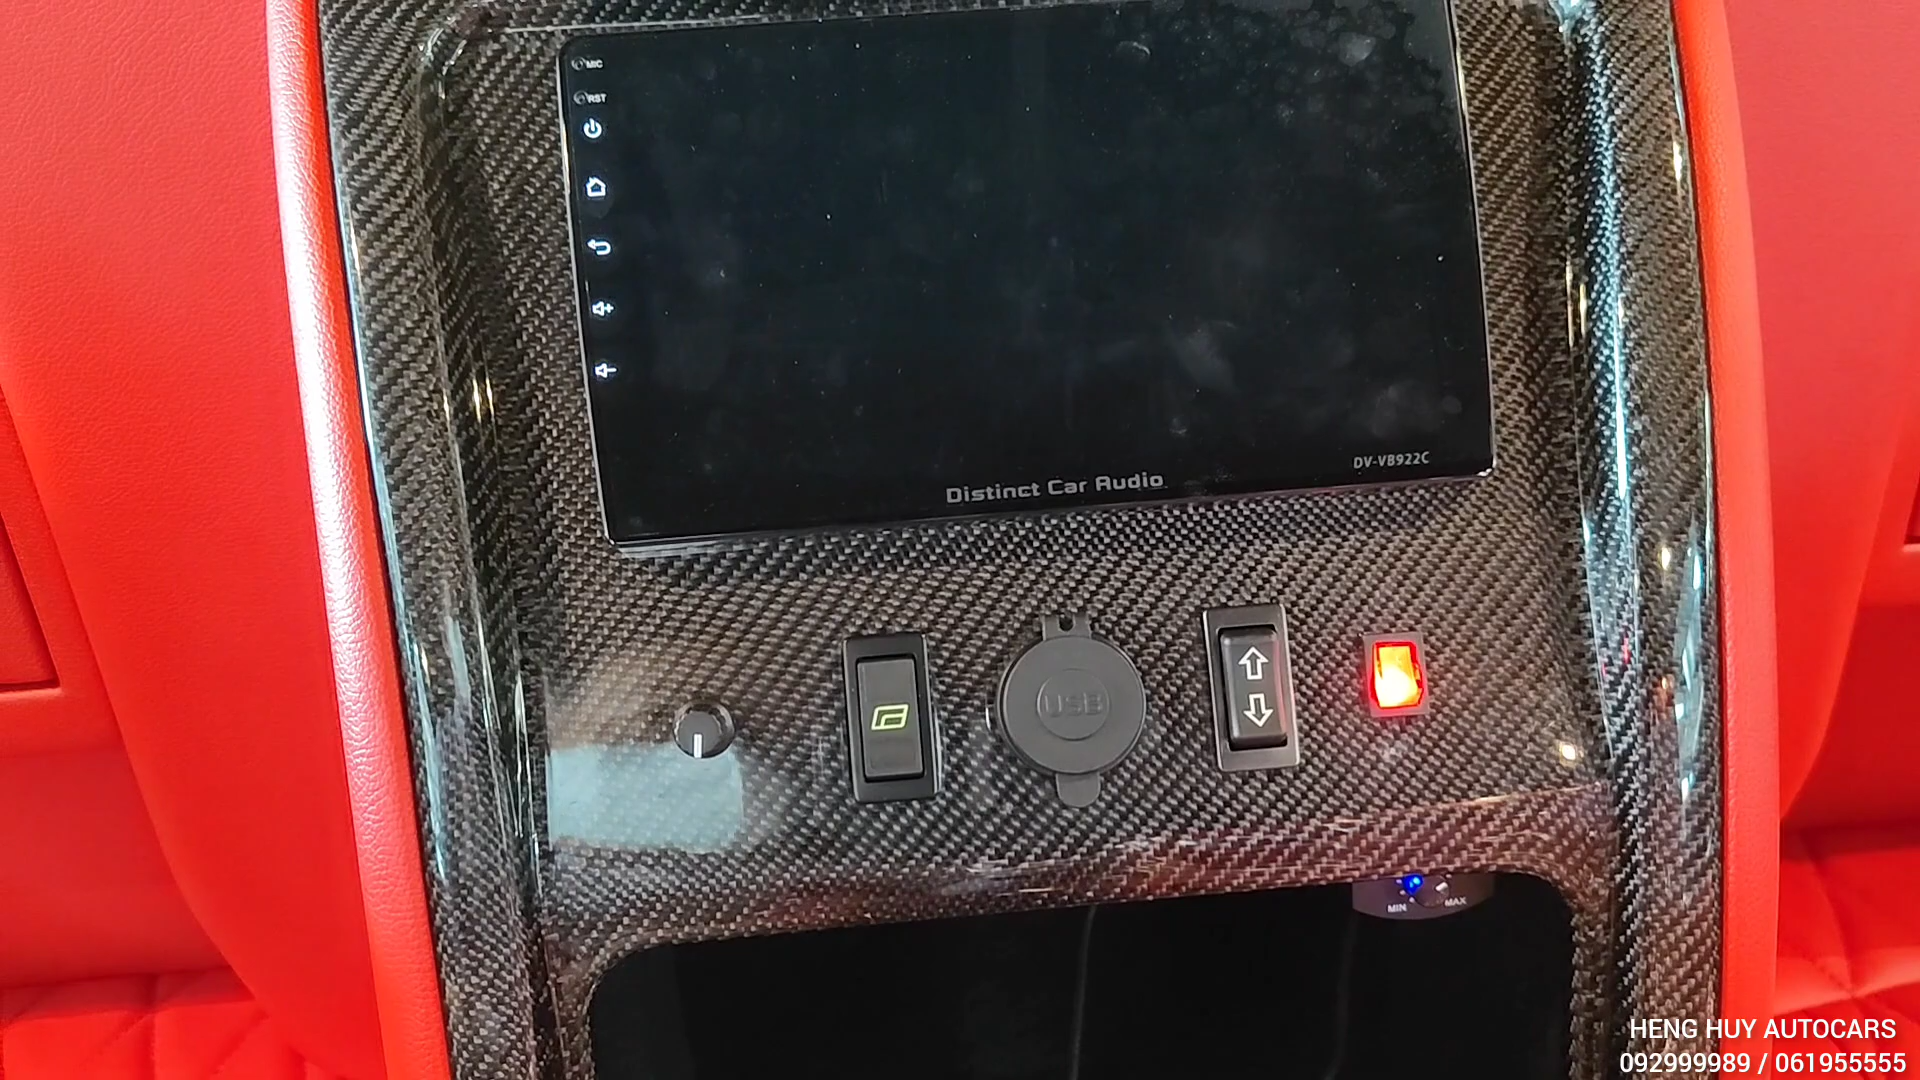 MIC
RST
DV-VB922C
Distinct Car Audio
USB
MIN MAX
HENG HUY AUTOCARS
092999989 / 061955555